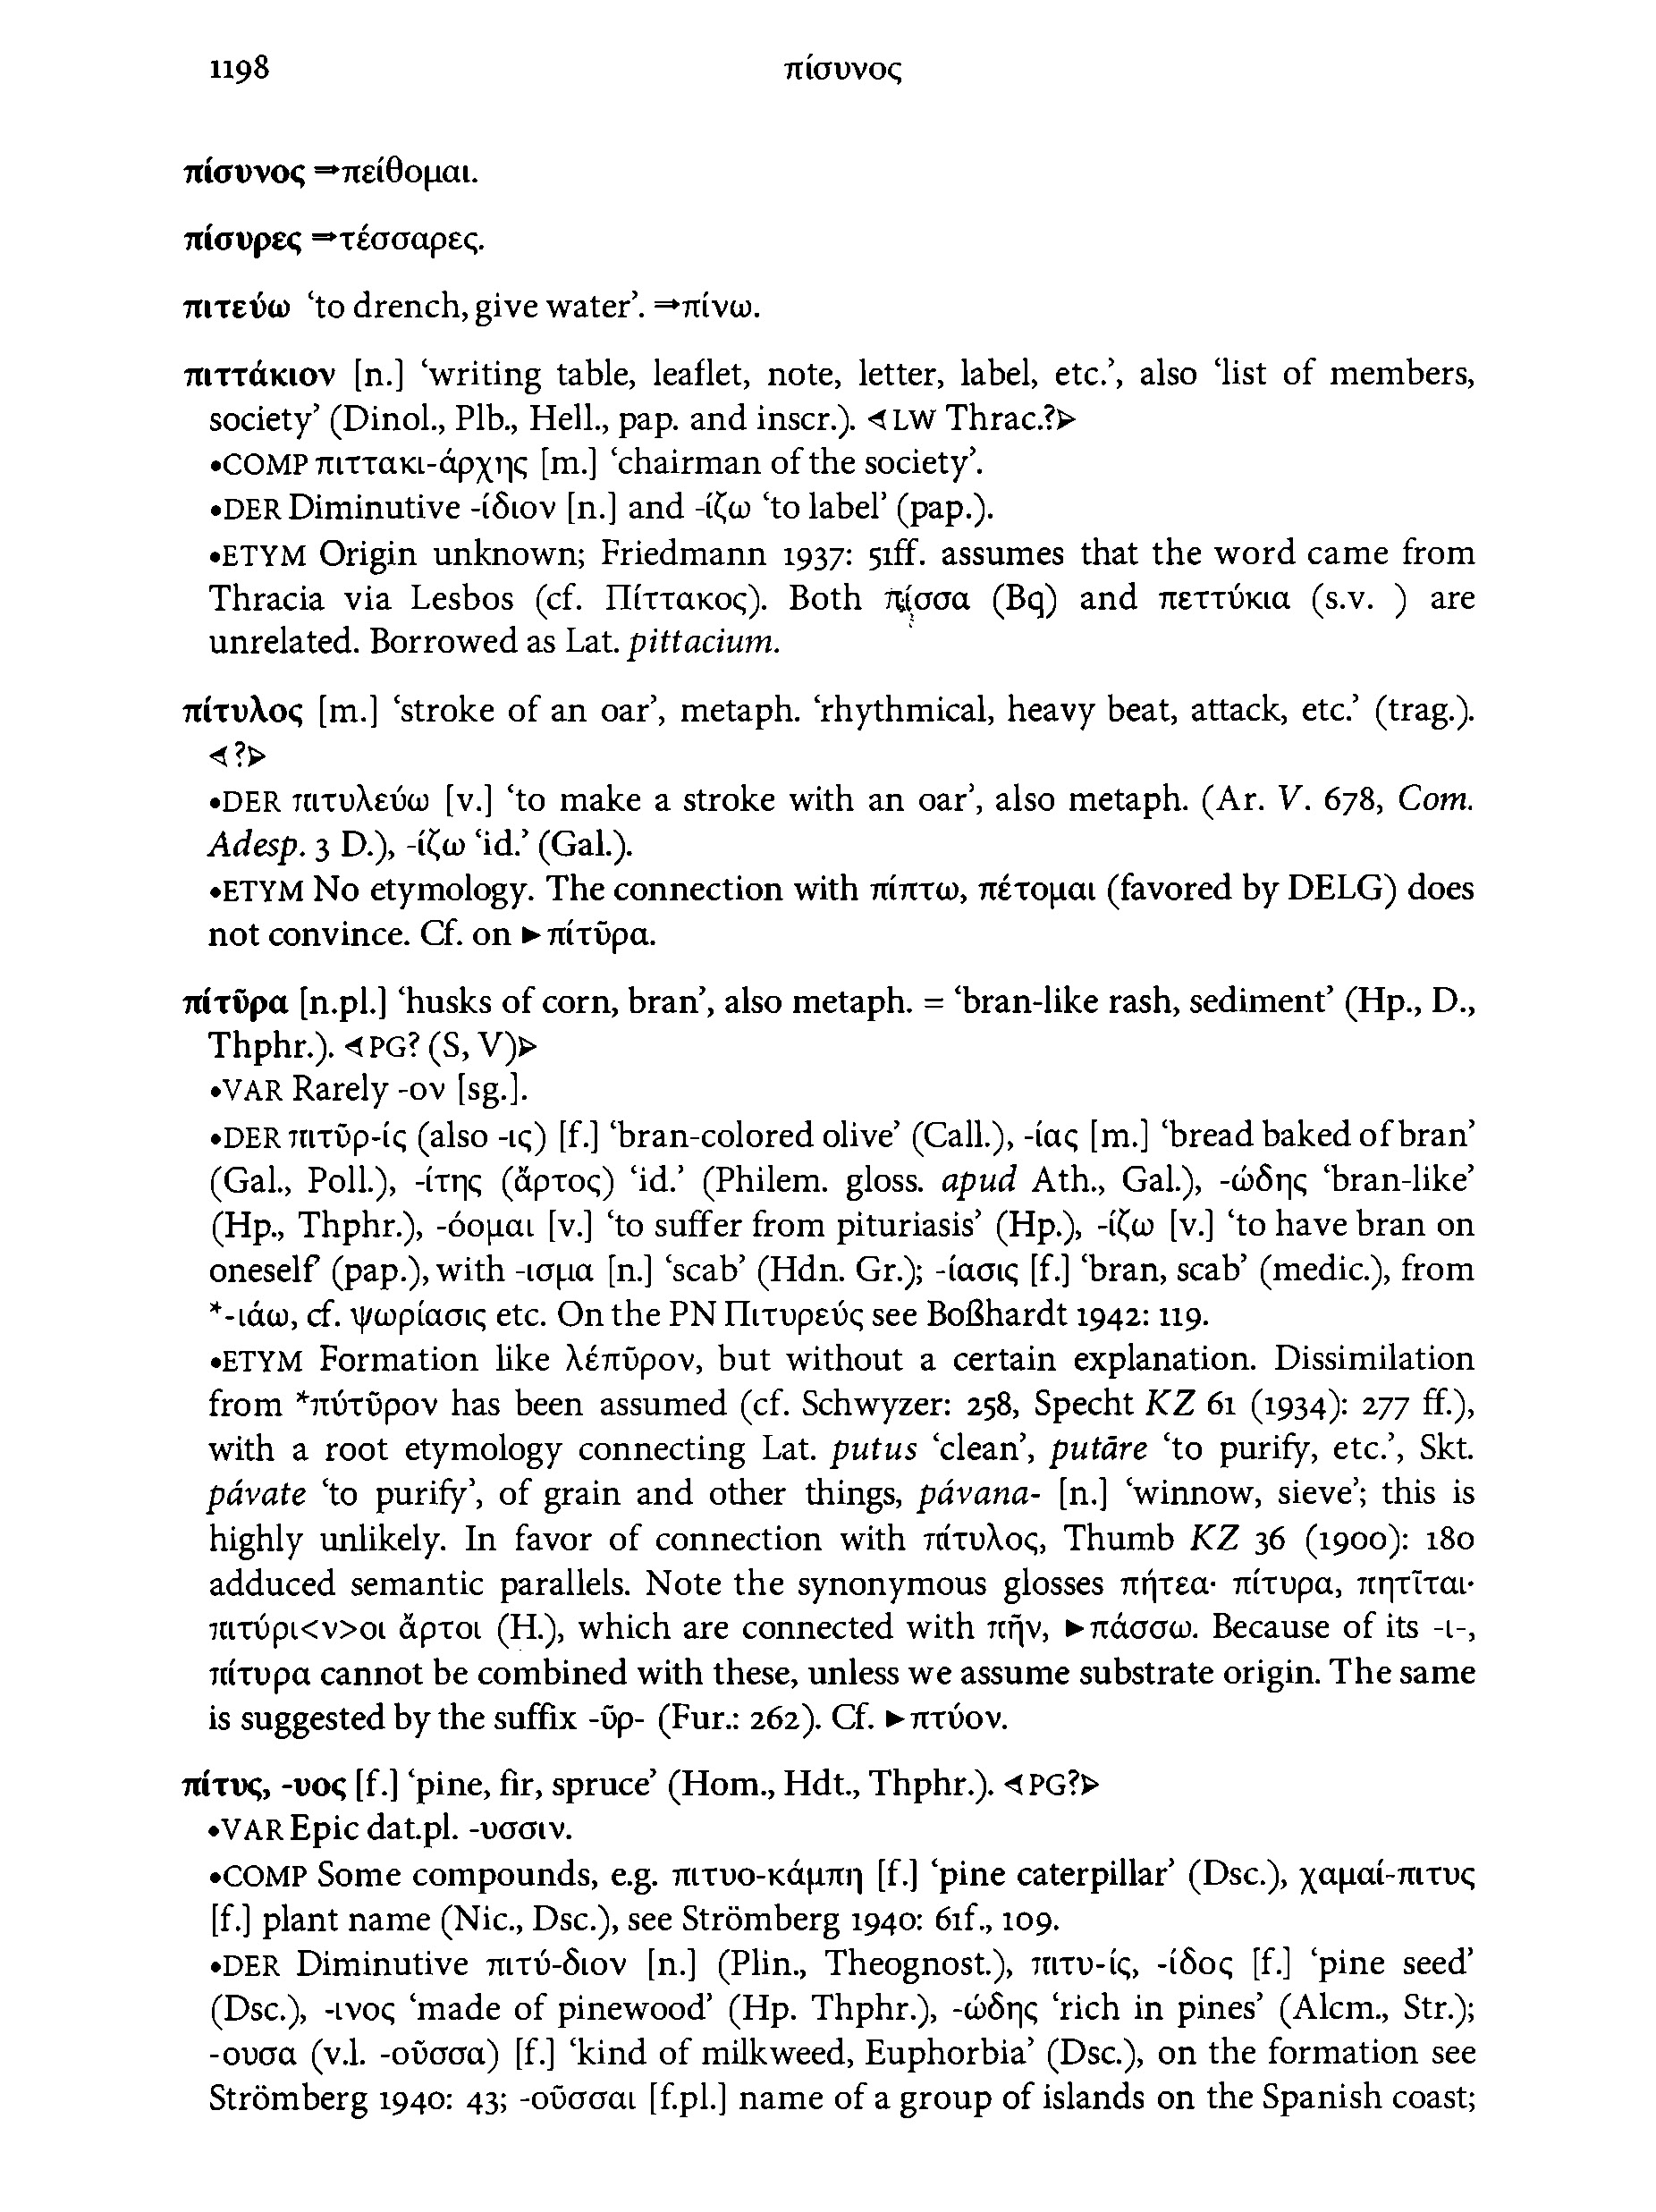 1198 πίσυνος
πίσυνος ⇒πείθομαι.
πίσυρες ⇒τέσσαρες.
πιτεύω ‘to drench, give water’. ⇒πίνω.
πιττάκιον [n.] ‘writing table, leaflet, note, letter, label, etc.’, also ‘list of members,
society’ (Dinol., Plb., Hell., pap. and inscr.). ⊲LW Thrac.?⊳
•COMP πιττακι-άρχης [m.] ‘chairman of the society’.
•DER Diminutive -ίδιον [n.] and -ίζω ‘to label’ (pap.).
•ETYM Origin unknown; Friedmann 1937: 51ff. assumes that the word came from
Thracia via Lesbos (cf. Πίττακος). Both πίσσα (Bq) and πεττύκια (s.v. ) are
unrelated. Borrowed as Lat. pittacium.
πίτυλος [m.] ‘stroke of an oar’, metaph. ‘rhythmical, heavy beat, attack, etc.’ (trag.).
⊲?⊳
•DER πιτυλεύω [v.] ‘to make a stroke with an oar’, also metaph. (Ar. V. 678, Com.
Adesp. 3 D.), -ίζω ‘id.’ (Gal.).
•ETYM No etymology. The connection with πίπτω, πέτομαι (favored by DELG) does
not convince. Cf. on ►πίτῡρα.
πίτῡρα [n.pl.] ‘husks of corn, bran’, also metaph. = ‘bran-like rash, sediment’ (Hp., D.,
Thphr.). ⊲PG? (S, V)⊳
•VAR Rarely -ον [sg.].
•DER πιτῡρ-ίς (also -ις) [f.] ‘bran-colored olive’ (Call.), -ίας [m.] ‘bread baked of bran’
(Gal., Poll.), -ίτης (ἄρτος) ‘id.’ (Philem. gloss. apud Ath., Gal.), -ώδης ‘bran-like’
(Hp., Thphr.), -όομαι [v.] ‘to suffer from pituriasis’ (Hp.), -ίζω [v.] ‘to have bran on
oneself’ (pap.), with -ισμα [n.] ‘scab’ (Hdn. Gr.); -ίασις [f.] ‘bran, scab’ (medic.), from
*-ιάω, cf. ψωρίασις etc. On the PN Πιτυρεύς see Boßhardt 1942: 119.
•ETYM Formation like λέπῡρον, but without a certain explanation. Dissimilation
from *πύτῡρον has been assumed (cf. Schwyzer: 258, Specht KZ 61 (1934): 277 ff.),
with a root etymology connecting Lat. putus ‘clean’, putāre ‘to purify, etc.’, Skt.
pávate ‘to purify’, of grain and other things, pávana- [n.] ‘winnow, sieve’; this is
highly unlikely. In favor of connection with πίτυλος, Thumb KZ 36 (1900): 180
adduced semantic parallels. Note the synonymous glosses πήτεα· πίτυρα, πητῖται·
πιτύρι<ν>οι ἄρτοι (H.), which are connected with πῆν, ►πάσσω. Because of its -ι-,
πίτυρα cannot be combined with these, unless we assume substrate origin. The same
is suggested by the suffix -ῡρ- (Fur.: 262). Cf. ►πτύον.
πίτυς, -υος [f.] ‘pine, fir, spruce’ (Hom., Hdt., Thphr.). ⊲PG?⊳
•VAR Epic dat.pl. -υσσιν.
•COMP Some compounds, e.g. πιτυο-κάμπη [f.] ‘pine caterpillar’ (Dsc.), χαμαί-πιτυς
[f.] plant name (Nic., Dsc.), see Strömberg 1940: 61f., 109.
•DER Diminutive πιτύ-διον [n.] (Plin., Theognost.), πιτυ-ίς, -ίδος [f.] ‘pine seed’
(Dsc.), -ινος ‘made of pinewood’ (Hp. Thphr.), -ώδης ‘rich in pines’ (Alcm., Str.);
-ουσα (v.l. -οῦσσα) [f.] ‘kind of milkweed, Euphorbia’ (Dsc.), on the formation see
Strömberg 1940: 43; -οῦσσαι [f.pl.] name of a group of islands on the Spanish coast;